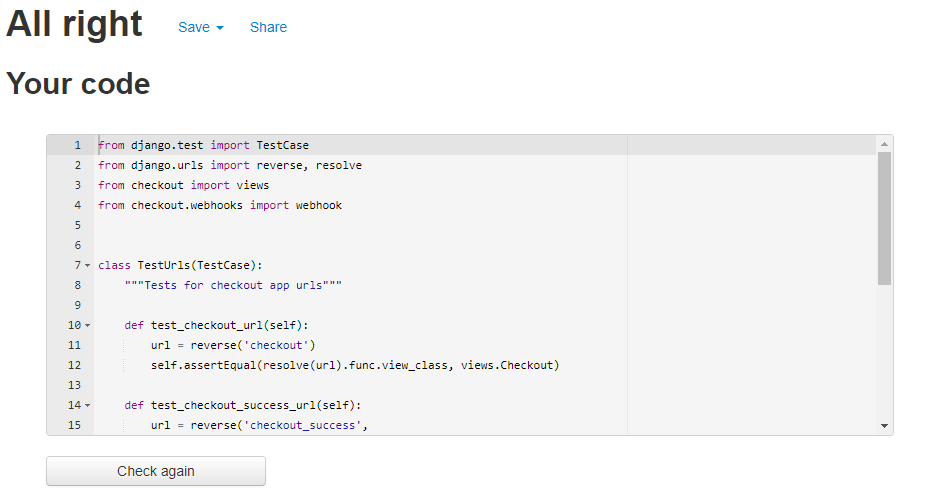 All right Save Share
Your code
1 from django.test import TestCase
2 from django.urls import reverse, resolve
3 from checkout import views
4 from checkout.webhooks import webhook
5
6
7 class TestUrls(TestCase):
8 """Tests for checkout app urls"""
9
10 def test_checkout_url(self):
11 url = reverse('checkout')
12 self.assertEqual(resolve(url).func.view_class, views.Checkout)
13
14 def test_checkout_success_url(self):
15 url = reverse('checkout_success',
Check again